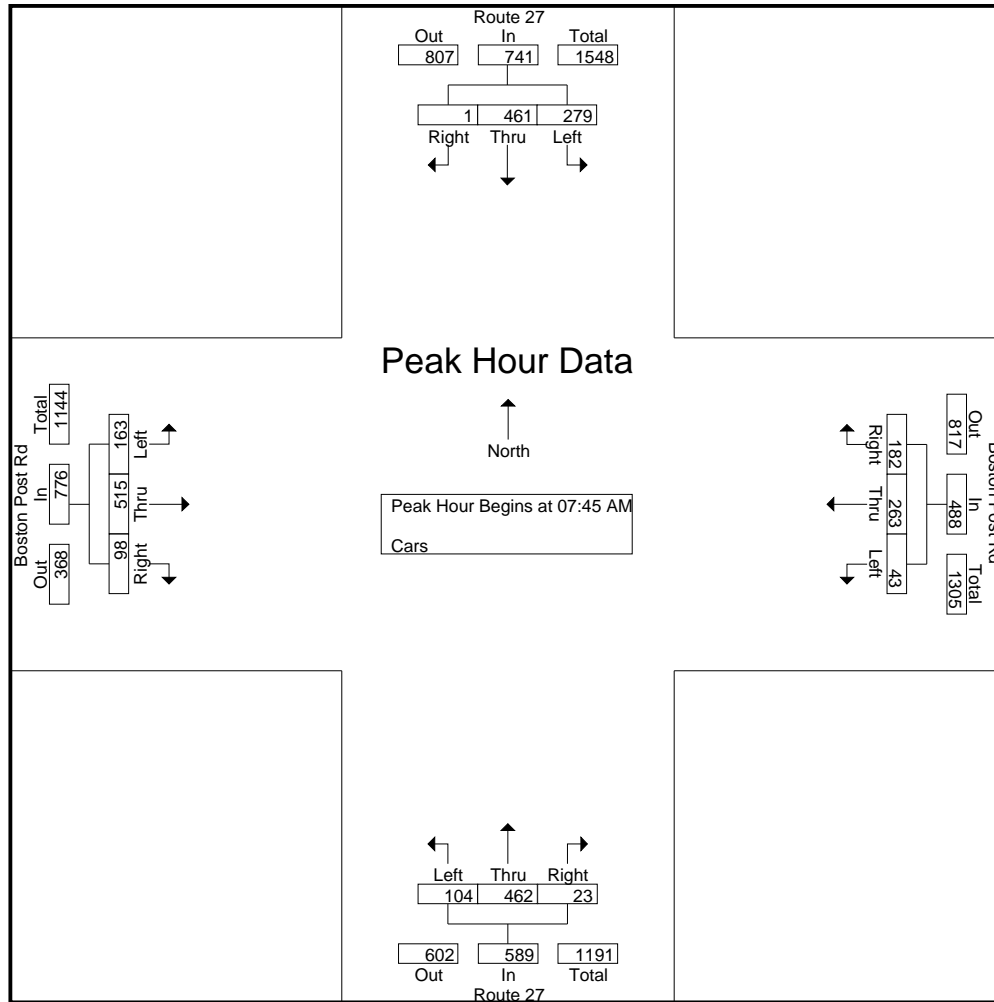 Route 27
Out In Total
807 741 1548
1 461 279
Right Thru Left
Peak Hour Data
North
Peak Hour Begins at 07:45 AM
Cars
Boston Post Rd
Out In Total
368 776 1144
98 515 163
Right Thru Left
Boston Post Rd
Out In Total
817 488 1305
182 263 43
Right Thru Left
Left Thru Right
104 462 23
602 589 1191
Out In Total
Route 27